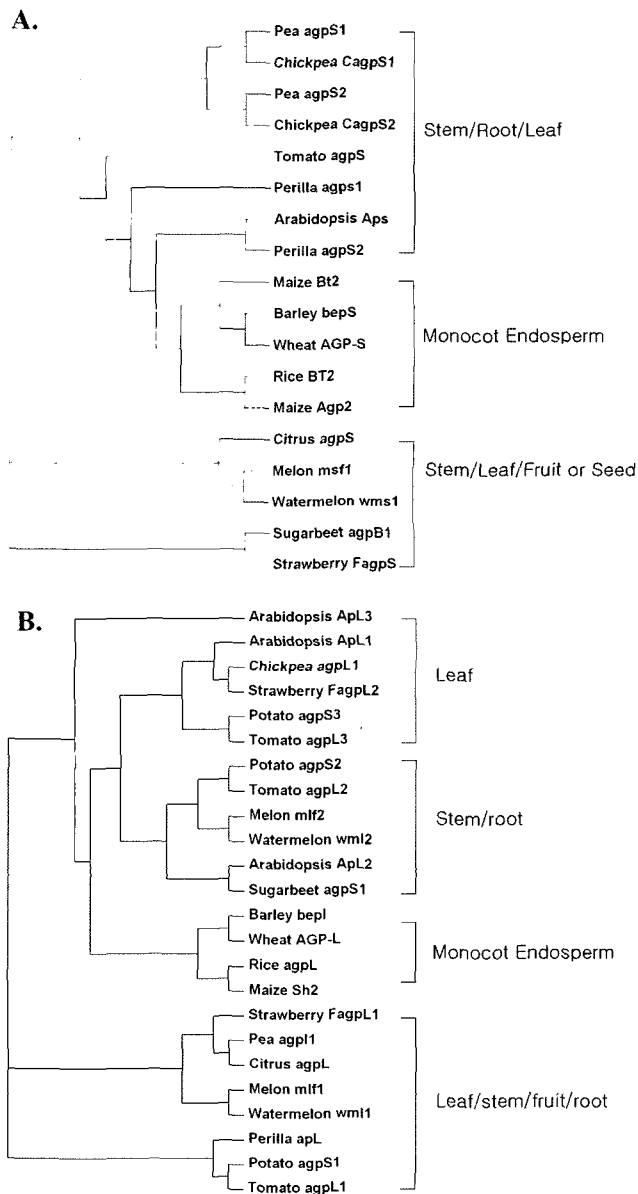 A.
Pea agpS1
Chickpea CagpS1
Pea agpS2
Chickpea CagpS2
Tomato agpS
Perilla agps1
Arabidopsis Aps
Perilla agpS2
Stem/Root/Leaf
Maize Bt2
Barley bepS
Wheat AGP-S
Rice BT2
Maize Agp2
Monocot Endosperm
Citrus agpS
Melon msf1
Watermelon wms1
Sugarbeet agpB1
Strawberry FagpS
Stem/Leaf/Fruit or Seed
B.
Arabidopsis ApL3
Arabidopsis ApL1
Chickpea agpL1
Strawberry FagpL2
Potato agpS3
Tomato agpL3
Leaf
Potato agpS2
Tomato agpL2
Melon mlf2
Watermelon wml2
Arabidopsis ApL2
Sugarbeet agpS1
Stem/root
Barley bepl
Wheat AGP-L
Rice agpL
Maize Sh2
Monocot Endosperm
Strawberry FagpL1
Pea agpl1
Citrus agpL
Melon mlf1
Watermelon wml1
Perilla apL
Potato agpS1
Tomato agpL1
Leaf/stem/fruit/root